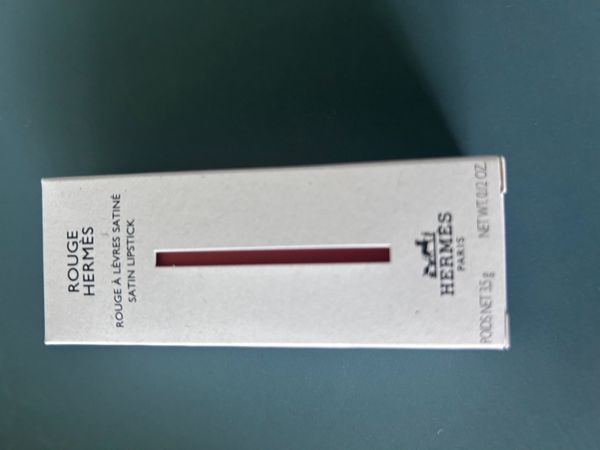 ROUGE
HERMÈS
ROUGE À LÈVRES SATINÉ
SATIN LIPSTICK
HERMÈS
PARIS
POIDS NET 3.5 g NET WT. 0.12 OZ